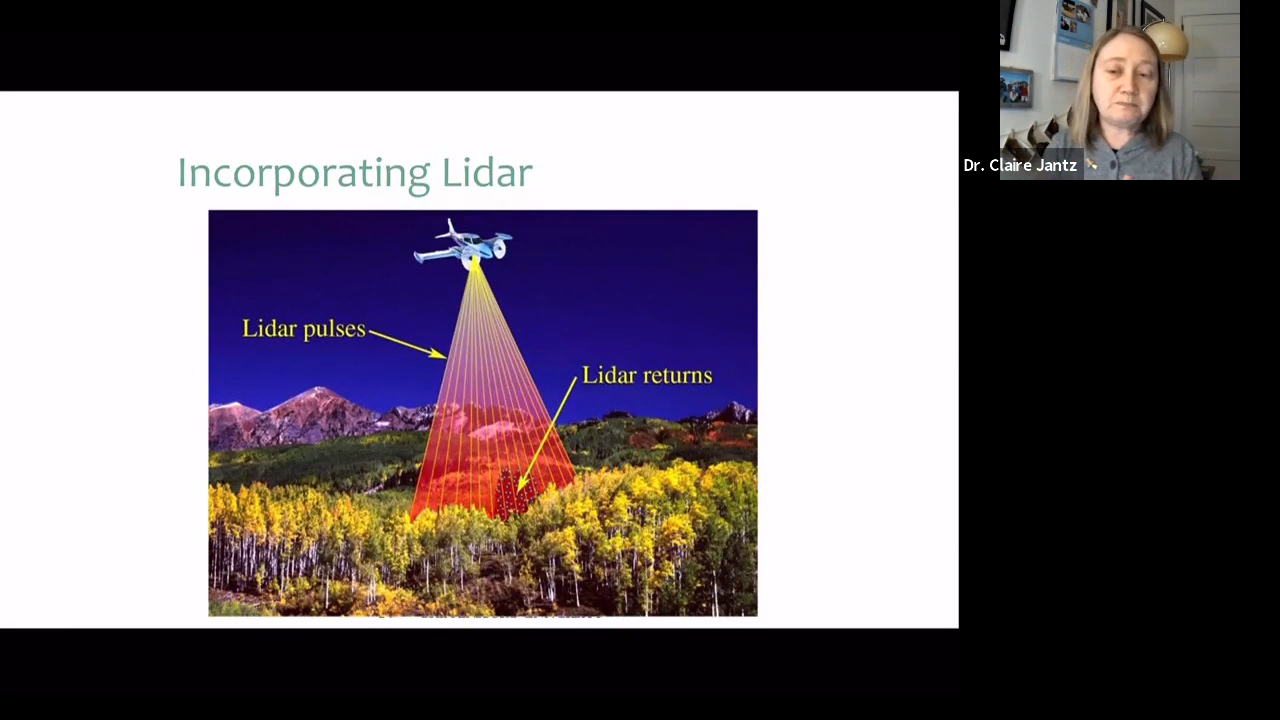 Incorporating Lidar
Lidar pulses
Lidar returns
Dr. Claire Jantz